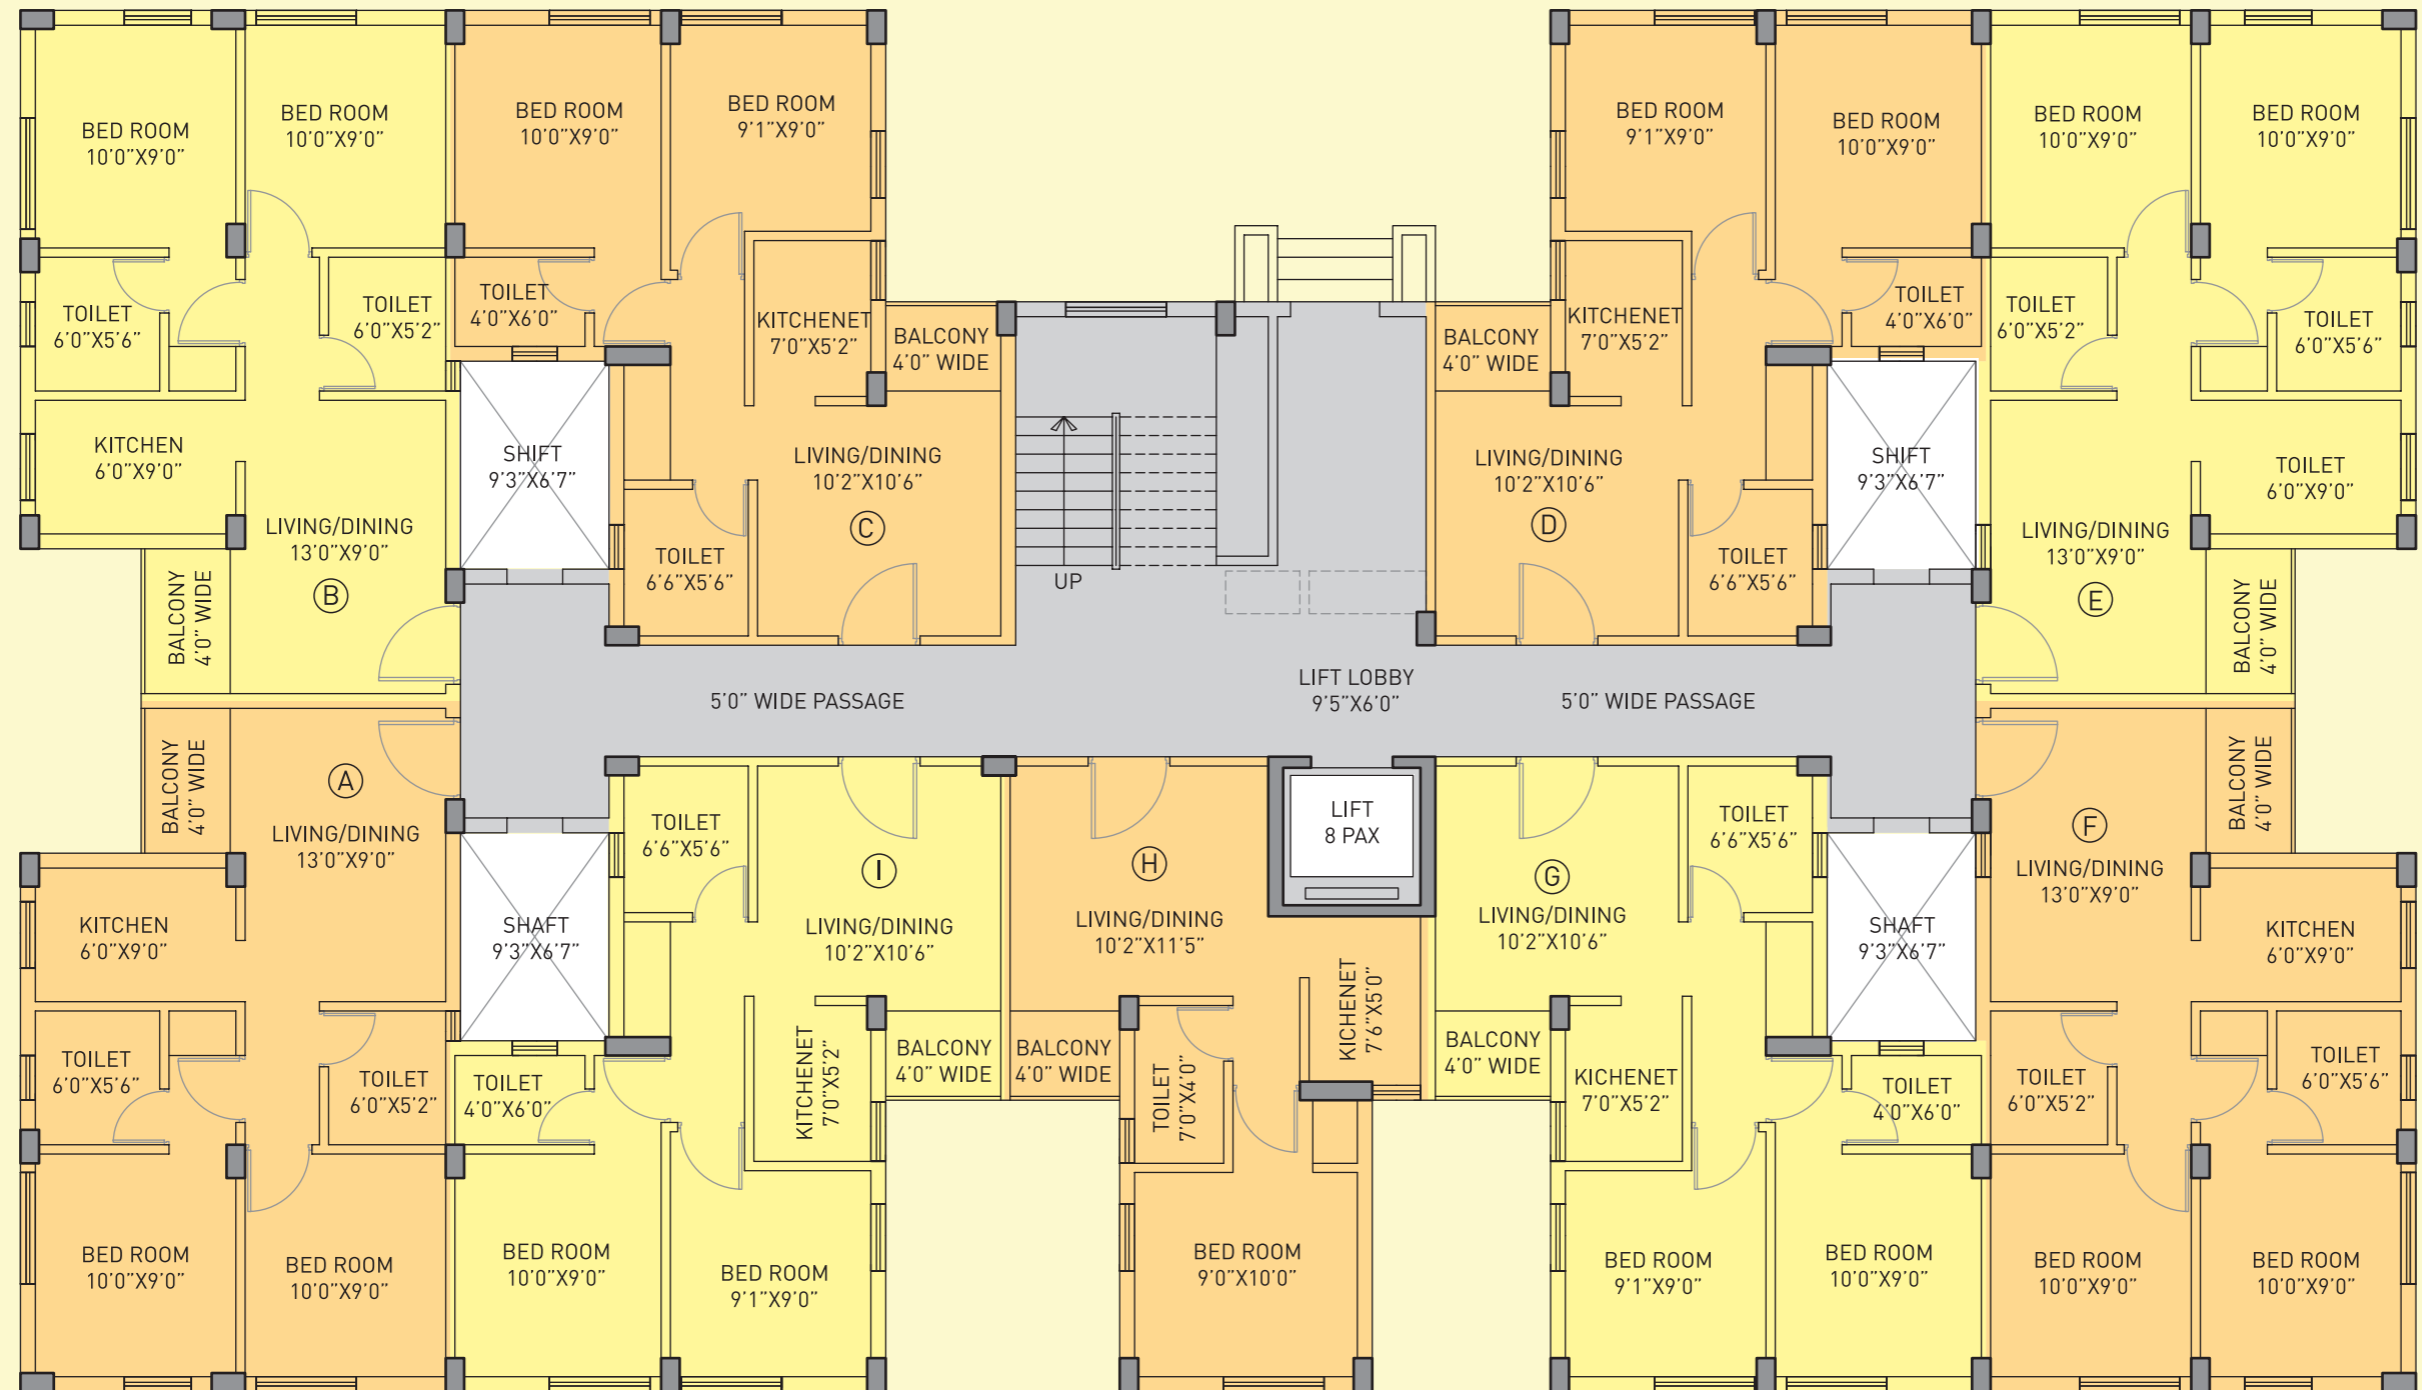 BED ROOM
10'0"X9'0"
BED ROOM
10'0"X9'0"
BED ROOM
10'0"X9'0"
BED ROOM
9'1"X9'0"
BED ROOM
9'1"X9'0"
BED ROOM
10'0"X9'0"
BED ROOM
10'0"X9'0"
BED ROOM
10'0"X9'0"
TOILET
6'0"X5'6"
TOILET
6'0"X5'2"
TOILET
4'0"X6'0"
KITCHENET
7'0"X5'2"
BALCONY
4'0" WIDE
BALCONY
4'0" WIDE
KITCHENET
7'0"X5'2"
TOILET
4'0"X6'0"
TOILET
6'0"X5'2"
TOILET
6'0"X5'6"
KITCHEN
6'0"X9'0"
SHIFT
9'3"X6'7"
LIVING/DINING
10'2"X10'6"
C
LIVING/DINING
10'2"X10'6"
D
SHIFT
9'3"X6'7"
TOILET
6'0"X9'0"
LIVING/DINING
13'0"X9'0"
B
TOILET
6'6"X5'6"
UP
TOILET
6'6"X5'6"
LIVING/DINING
13'0"X9'0"
E
BALCONY
4'0" WIDE
BALCONY
4'0" WIDE
5'0" WIDE PASSAGE
LIFT LOBBY
9'5"X6'0"
5'0" WIDE PASSAGE
BALCONY
4'0" WIDE
A
LIVING/DINING
13'0"X9'0"
TOILET
6'6"X5'6"
I
LIVING/DINING
10'2"X10'6"
H
LIVING/DINING
10'2"X11'5"
LIFT
8 PAX
G
LIVING/DINING
10'2"X10'6"
TOILET
6'6"X5'6"
F
LIVING/DINING
13'0"X9'0"
BALCONY
4'0" WIDE
KITCHEN
6'0"X9'0"
SHAFT
9'3"X6'7"
KICHENET
7'6"X5'0"
SHAFT
9'3"X6'7"
KITCHEN
6'0"X9'0"
TOILET
6'0"X5'6"
TOILET
6'0"X5'2"
TOILET
4'0"X6'0"
KITCHENET
7'0"X5'2"
BALCONY
4'0" WIDE
BALCONY
4'0" WIDE
TOILET
7'0"X4'0"
BALCONY
4'0" WIDE
KICHENET
7'0"X5'2"
TOILET
4'0"X6'0"
TOILET
6'0"X5'2"
TOILET
6'0"X5'6"
BED ROOM
10'0"X9'0"
BED ROOM
10'0"X9'0"
BED ROOM
10'0"X9'0"
BED ROOM
9'1"X9'0"
BED ROOM
9'0"X10'0"
BED ROOM
9'1"X9'0"
BED ROOM
10'0"X9'0"
BED ROOM
10'0"X9'0"
BED ROOM
10'0"X9'0"